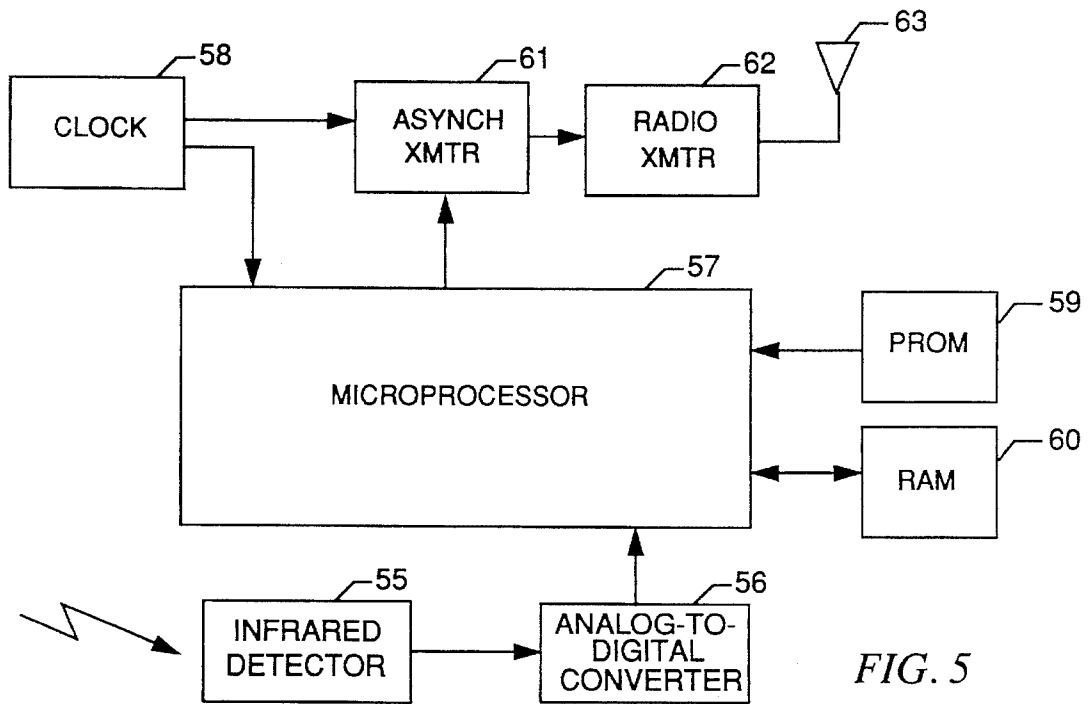 58
CLOCK
61
ASYNCH
XMTR
62
RADIO
XMTR
63
57
MICROPROCESSOR
59
PROM
60
RAM
55
INFRARED
DETECTOR
56
ANALOG-TO-
DIGITAL
CONVERTER
FIG. 5